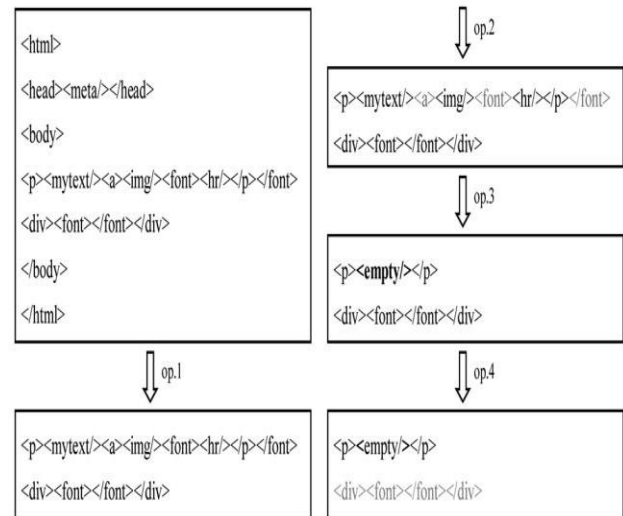 <html>
<head><meta/></head>
<body>
<p><mytext/><a><img/><font><hr/></p></font>
<div><font></font></div>
</body>
</html>
op.1
<p><mytext/><a><img/><font><hr/></p></font>
<div><font></font></div>
op.2
<p><mytext/><a><img/><font><hr/></p></font>
<div><font></font></div>
op.3
<p><empty/></p>
<div><font></font></div>
op.4
<p><empty/></p>
<div><font></font></div>